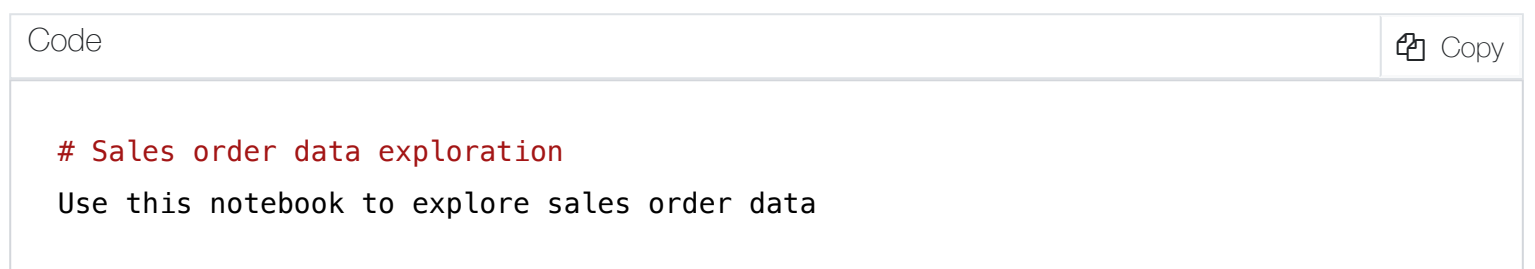 Code
Copy
# Sales order data exploration
Use this notebook to explore sales order data